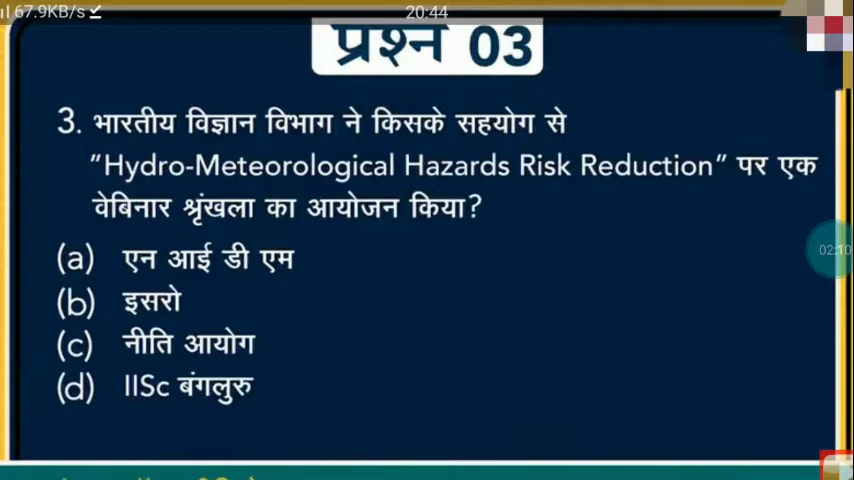 67.9KB/s
20:44
प्रश्न 03
3. भारतीय विज्ञान विभाग ने किसके सहयोग से
"Hydro-Meteorological Hazards Risk Reduction" पर एक
वेबिनार श्रृंखला का आयोजन किया?
02:10
(a) एन आई डी एम
(b) इसरो
(c) नीति आयोग
(d) IISc बंगलुरु